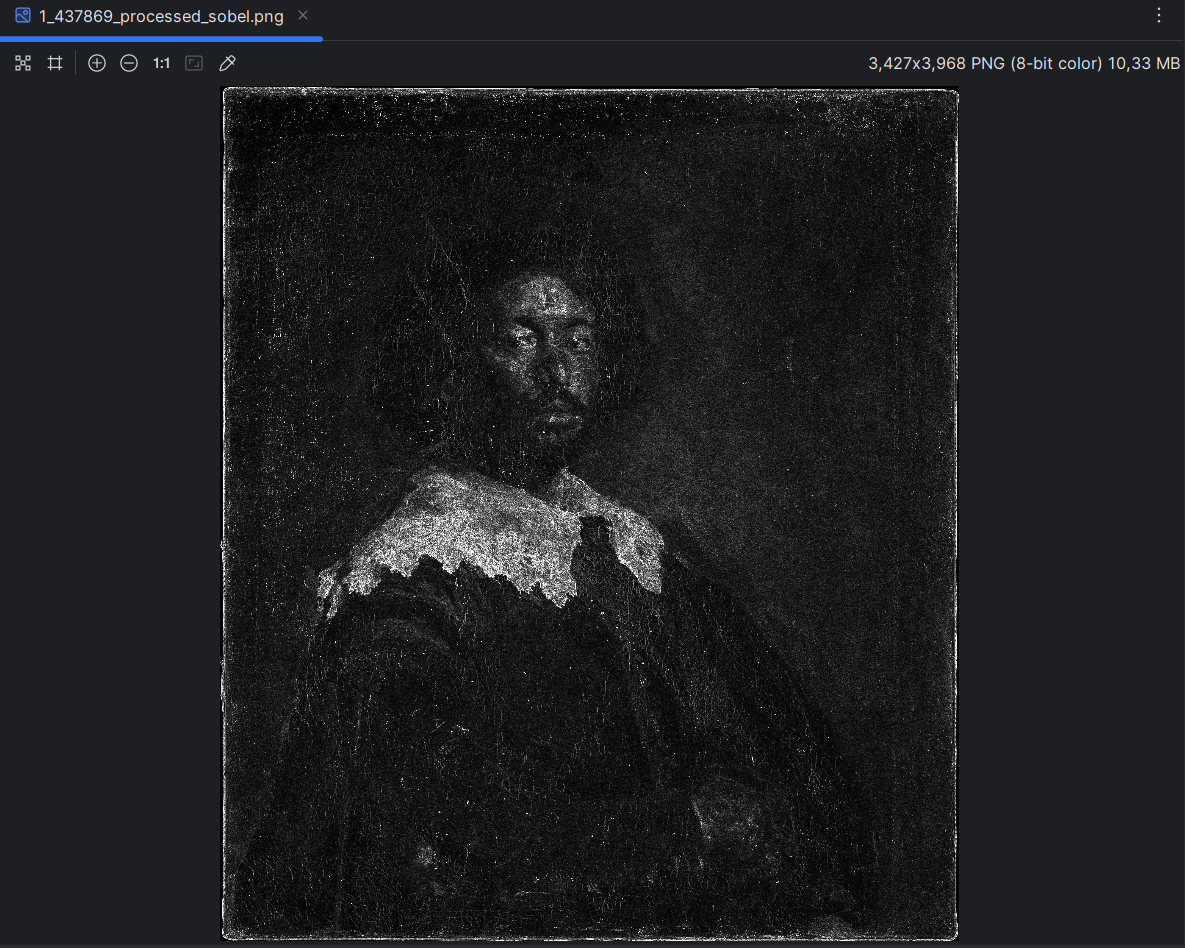 1_437869_processed_sobel.png
1:1 3,427x3,968 PNG (8-bit color) 10,33 MB